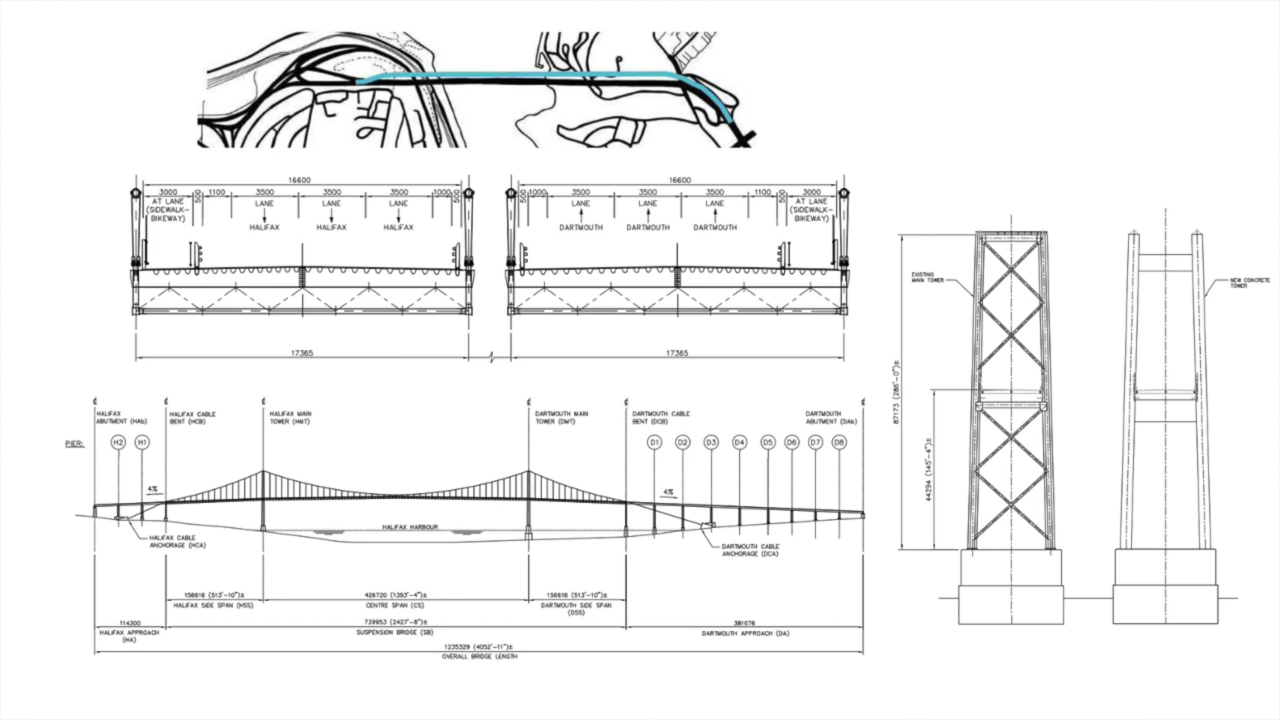 16600
3000
500
1100
3500
3500
3500
1000
500
AT LANE
(SIDEWALK-
BIKEWAY)
LANE
LANE
LANE
HALIFAX
HALIFAX
HALIFAX
17365
16600
500
1000
3500
3500
3500
1100
500
3000
LANE
LANE
LANE
AT LANE
(SIDEWALK-
BIKEWAY)
DARTMOUTH
DARTMOUTH
DARTMOUTH
17365
HALIFAX
ABUTMENT (HAb)
HALIFAX CABLE
BENT (HCB)
HALIFAX MAIN
TOWER (HMT)
DARTMOUTH MAIN
TOWER (DMT)
DARTMOUTH CABLE
BENT (DCB)
DARTMOUTH
ABUTMENT (DAb)
PIER:
H2
H1
D1
D2
D3
D4
D5
D6
D7
D8
4%
4%
HALIFAX HARBOUR
HALIFAX CABLE
ANCHORAGE (HCA)
DARTMOUTH CABLE
ANCHORAGE (DCA)
156616 (513'-10")±
HALIFAX SIDE SPAN (HSS)
426720 (1393'-4")±
CENTRE SPAN (CS)
156616 (513'-10")±
DARTMOUTH SIDE SPAN
(DSS)
114300
HALIFAX APPROACH
(HA)
739953 (2427'-8")±
SUSPENSION BRIDGE (SB)
381076
DARTMOUTH APPROACH (DA)
1235329 (4052'-11")±
OVERALL BRIDGE LENGTH
EXISTING
MAIN TOWER
NEW CONCRETE
TOWER
87173 (286'-0")±
44294 (145'-4")±